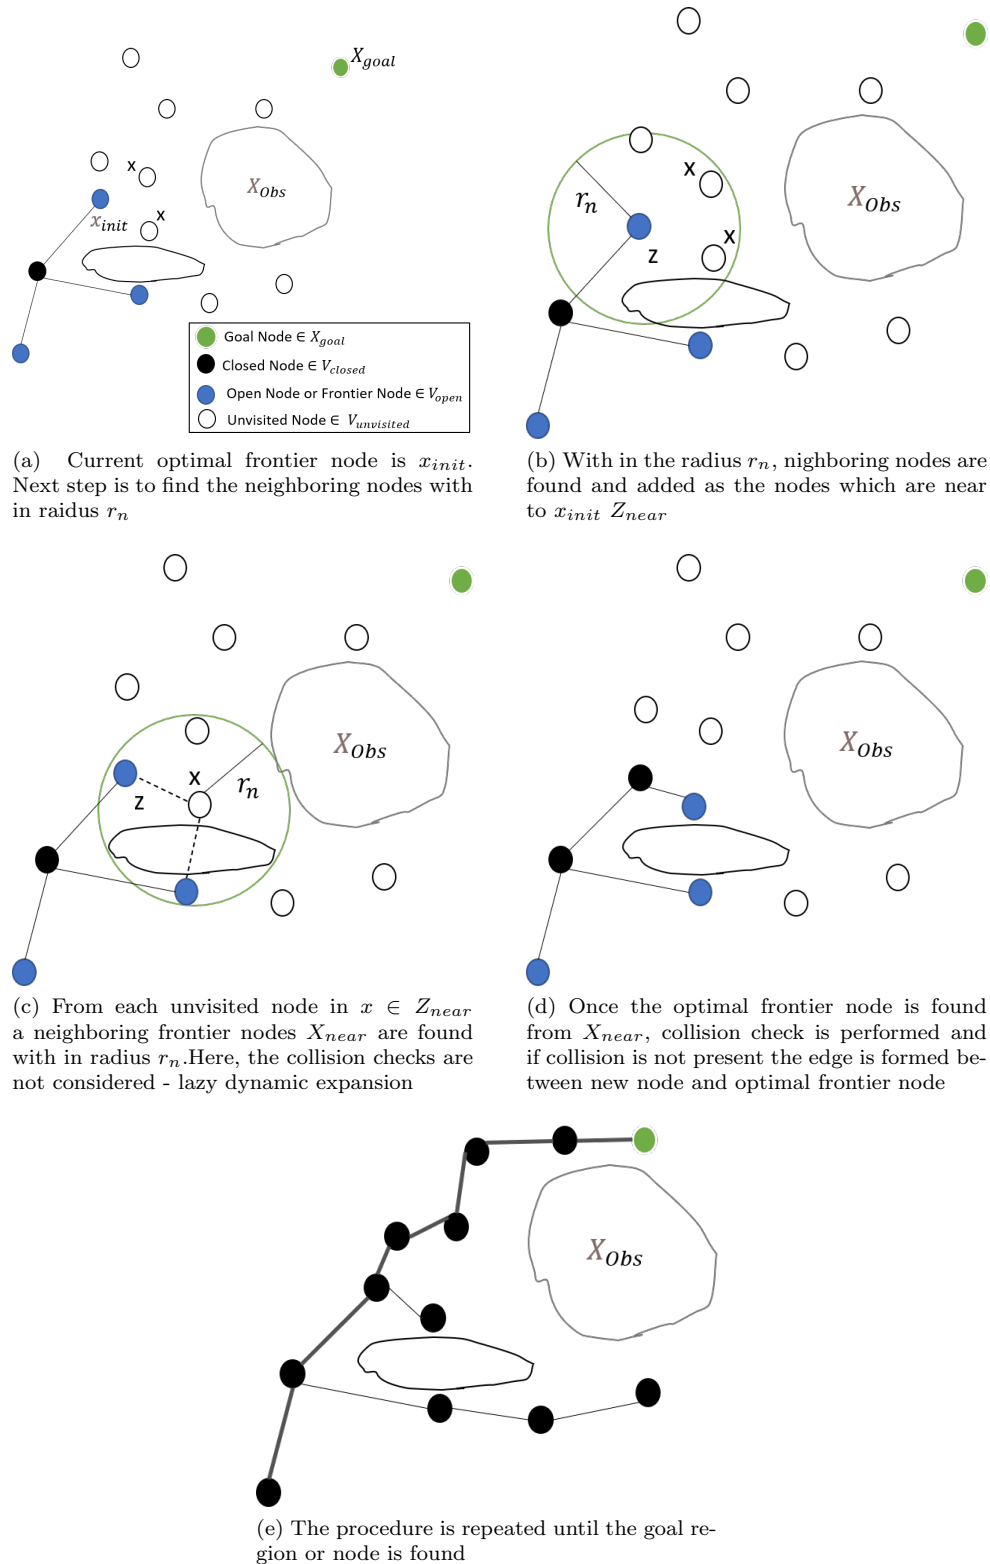 X_goal
x
X_Obs
x_init
x
Goal Node ∈ X_goal
Closed Node ∈ V_closed
Open Node or Frontier Node ∈ V_open
Unvisited Node ∈ V_unvisited
(a) Current optimal frontier node is x_init.
Next step is to find the neighboring nodes with
in raidus r_n
x
r_n
X_Obs
x
z
(b) With in the radius r_n, nighboring nodes are
found and added as the nodes which are near
to x_init Z_near
X_Obs
x
r_n
z
(c) From each unvisited node in x ∈ Z_near
a neighboring frontier nodes X_near are found
with in radius r_n.Here, the collision checks are
not considered - lazy dynamic expansion
X_Obs
(d) Once the optimal frontier node is found
from X_near, collision check is performed and
if collision is not present the edge is formed be-
tween new node and optimal frontier node
X_Obs
(e) The procedure is repeated until the goal re-
gion or node is found